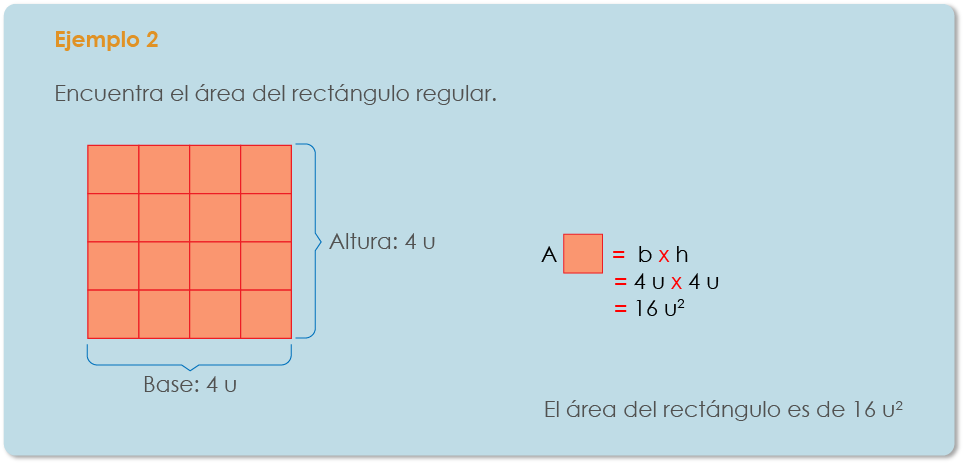 Ejemplo 2
Encuentra el área del rectángulo regular.
Altura: 4 u
Base: 4 u
A = b x h
= 4 u x 4 u
= 16 u²
El área del rectángulo es de 16 u²